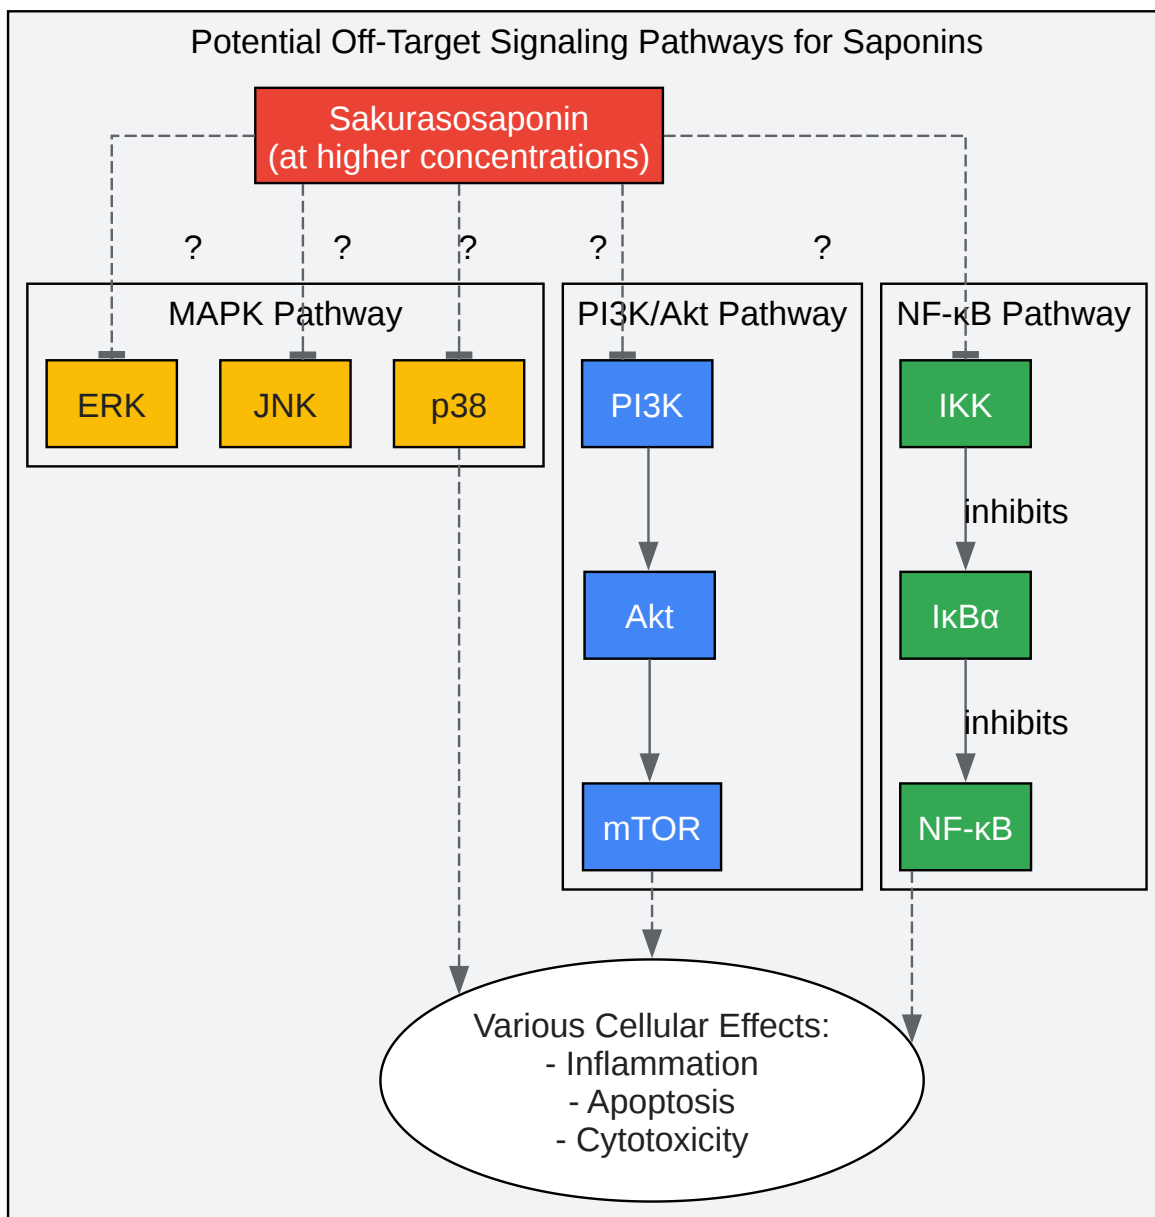 Potential Off-Target Signaling Pathways for Saponins
Sakurasosaponin
(at higher concentrations)
? ? ? ? ?
MAPK Pathway
PI3K/Akt Pathway
NF-κB Pathway
ERK
JNK
p38
PI3K
IKK
inhibits
Akt
IκBα
inhibits
mTOR
NF-κB
Various Cellular Effects:
- Inflammation
- Apoptosis
- Cytotoxicity